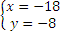 x = −18
y = −8